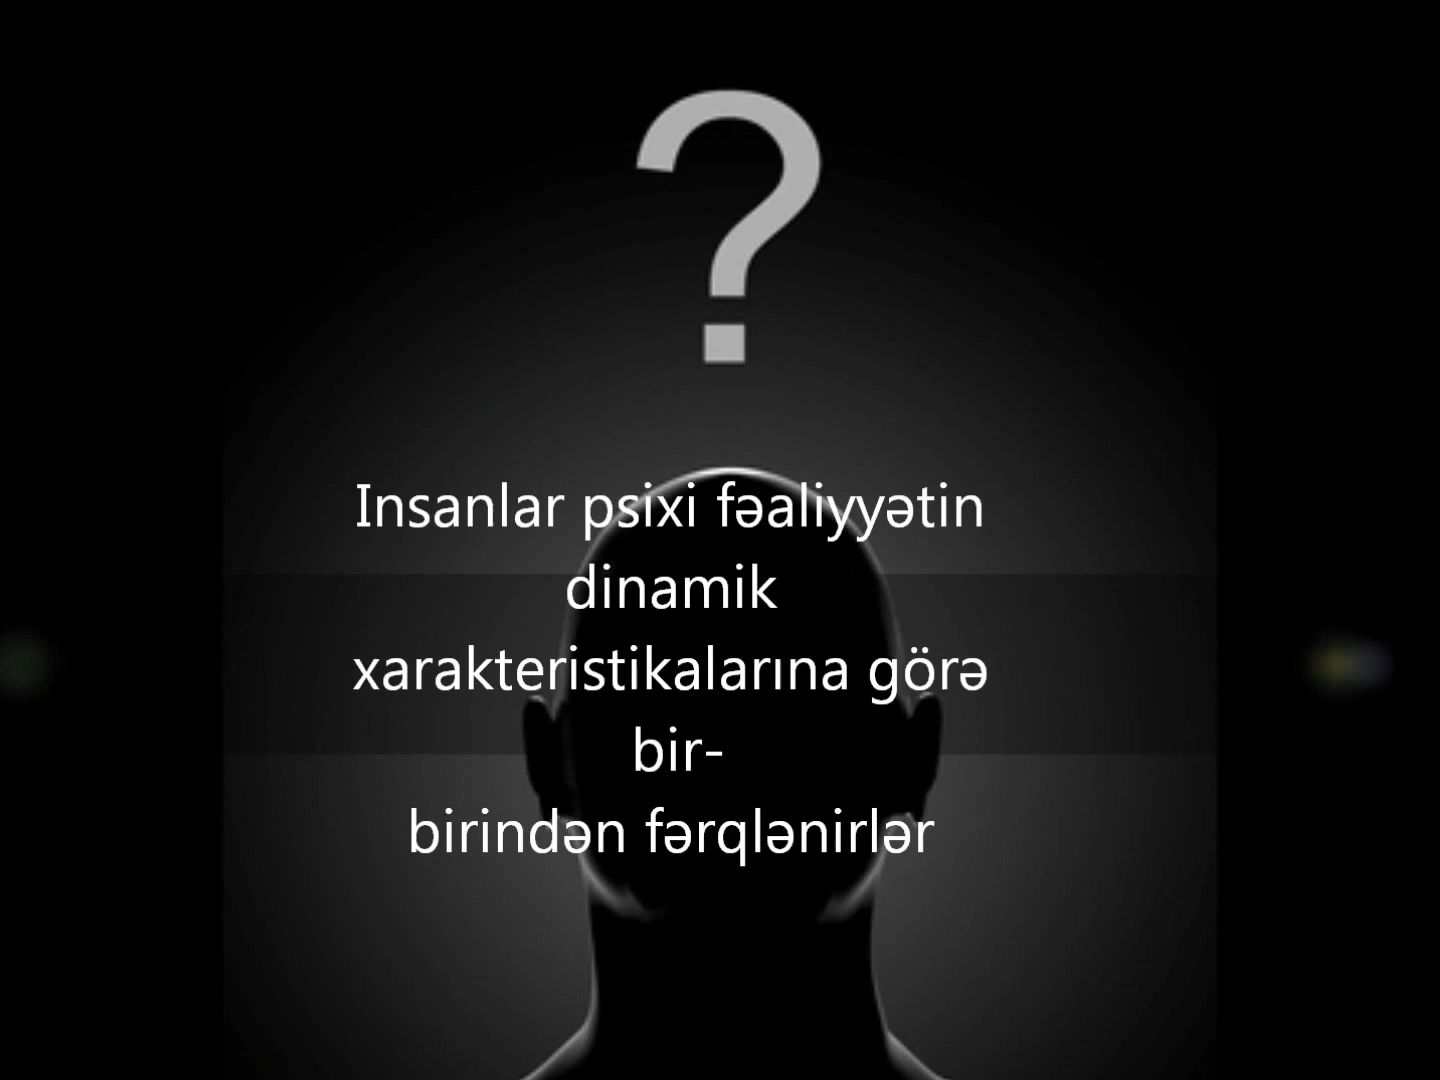 ?
Insanlar psixi fəaliyyətin
dinamik
xarakteristikalarına görə
bir-
birindən fərqlənirlər